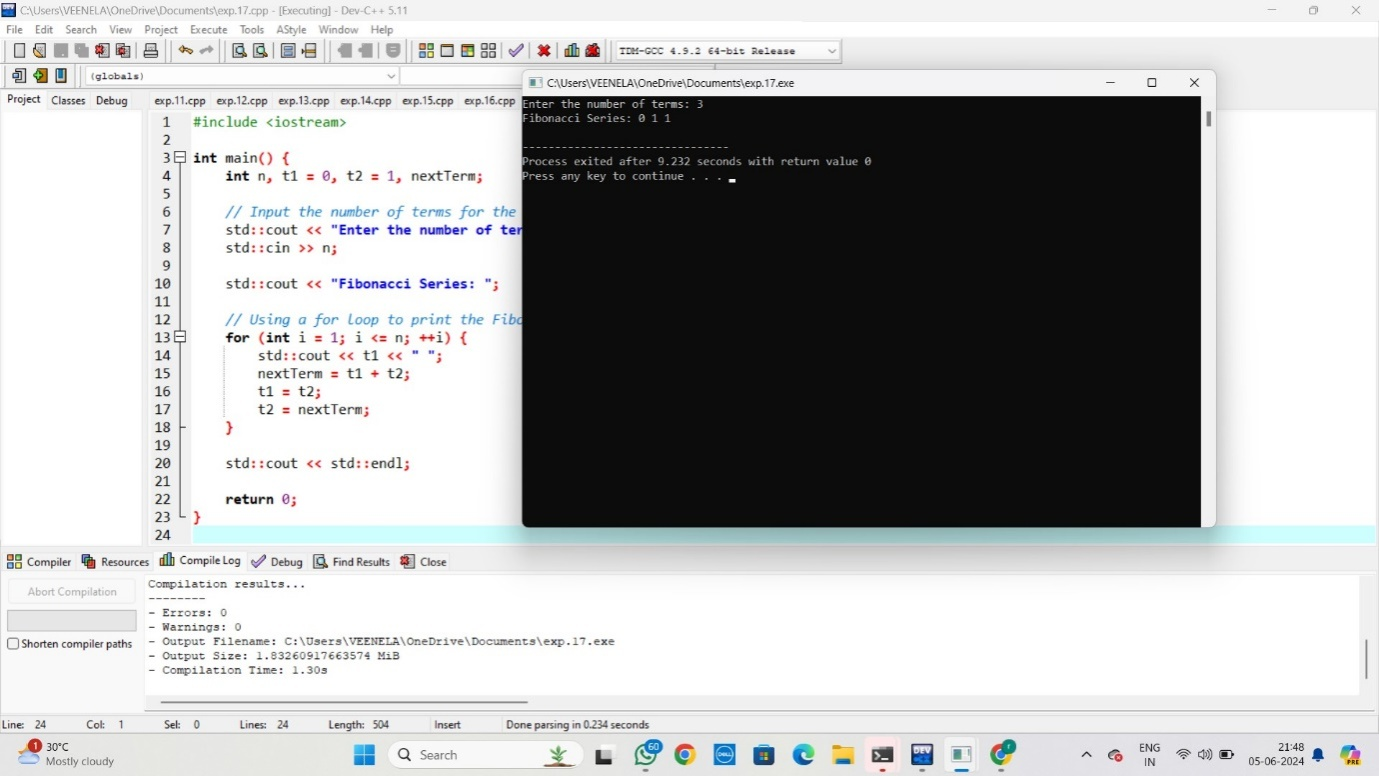 C:\Users\VEENELA\OneDrive\Documents\exp.17.cpp - [Executing] - Dev-C++ 5.11
File Edit Search View Project Execute Tools AStyle Window Help
TDM-GCC 4.9.2 64-bit Release
(globals)
Project Classes Debug
exp.11.cpp exp.12.cpp exp.13.cpp exp.14.cpp exp.15.cpp exp.16.cpp
1 #include <iostream>
2
3 int main() {
4 int n, t1 = 0, t2 = 1, nextTerm;
5
6 // Input the number of terms for the
7 std::cout << "Enter the number of ter
8 std::cin >> n;
9
10 std::cout << "Fibonacci Series: ";
11
12 // Using a for loop to print the Fibo
13 for (int i = 1; i <= n; ++i) {
14 std::cout << t1 << " ";
15 nextTerm = t1 + t2;
16 t1 = t2;
17 t2 = nextTerm;
18 }
19
20 std::cout << std::endl;
21
22 return 0;
23 }
24
C:\Users\VEENELA\OneDrive\Documents\exp.17.exe
Enter the number of terms: 3
Fibonacci Series: 0 1 1
--------------------------------
Process exited after 9.232 seconds with return value 0
Press any key to continue . . .
Compiler Resources Compile Log Debug Find Results Close
Abort Compilation
Shorten compiler paths
Compilation results...
--------
- Errors: 0
- Warnings: 0
- Output Filename: C:\Users\VEENELA\OneDrive\Documents\exp.17.exe
- Output Size: 1.83260917663574 MiB
- Compilation Time: 1.30s
Line: 24 Col: 1 Sel: 0 Lines: 24 Length: 504 Insert Done parsing in 0.234 seconds
1
30°C
Mostly cloudy
Search
60
DELL
DEV
ENG
IN
21:48
05-06-2024
PRE